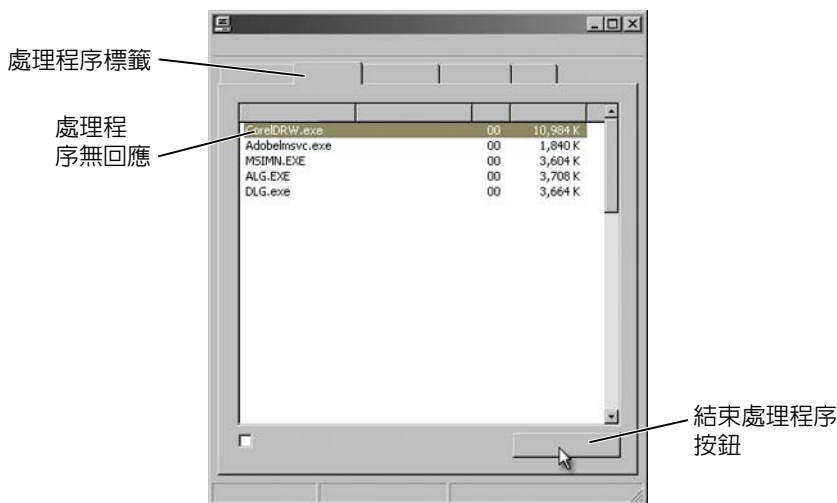 處理程序標籤
處理程
序無回應
CorelDRW.exe 00 10,984 K
AdobeImsvc.exe 00 1,840 K
MSIMN.EXE 00 3,604 K
ALG.EXE 00 3,708 K
DLG.exe 00 3,664 K
結束處理程序
按鈕